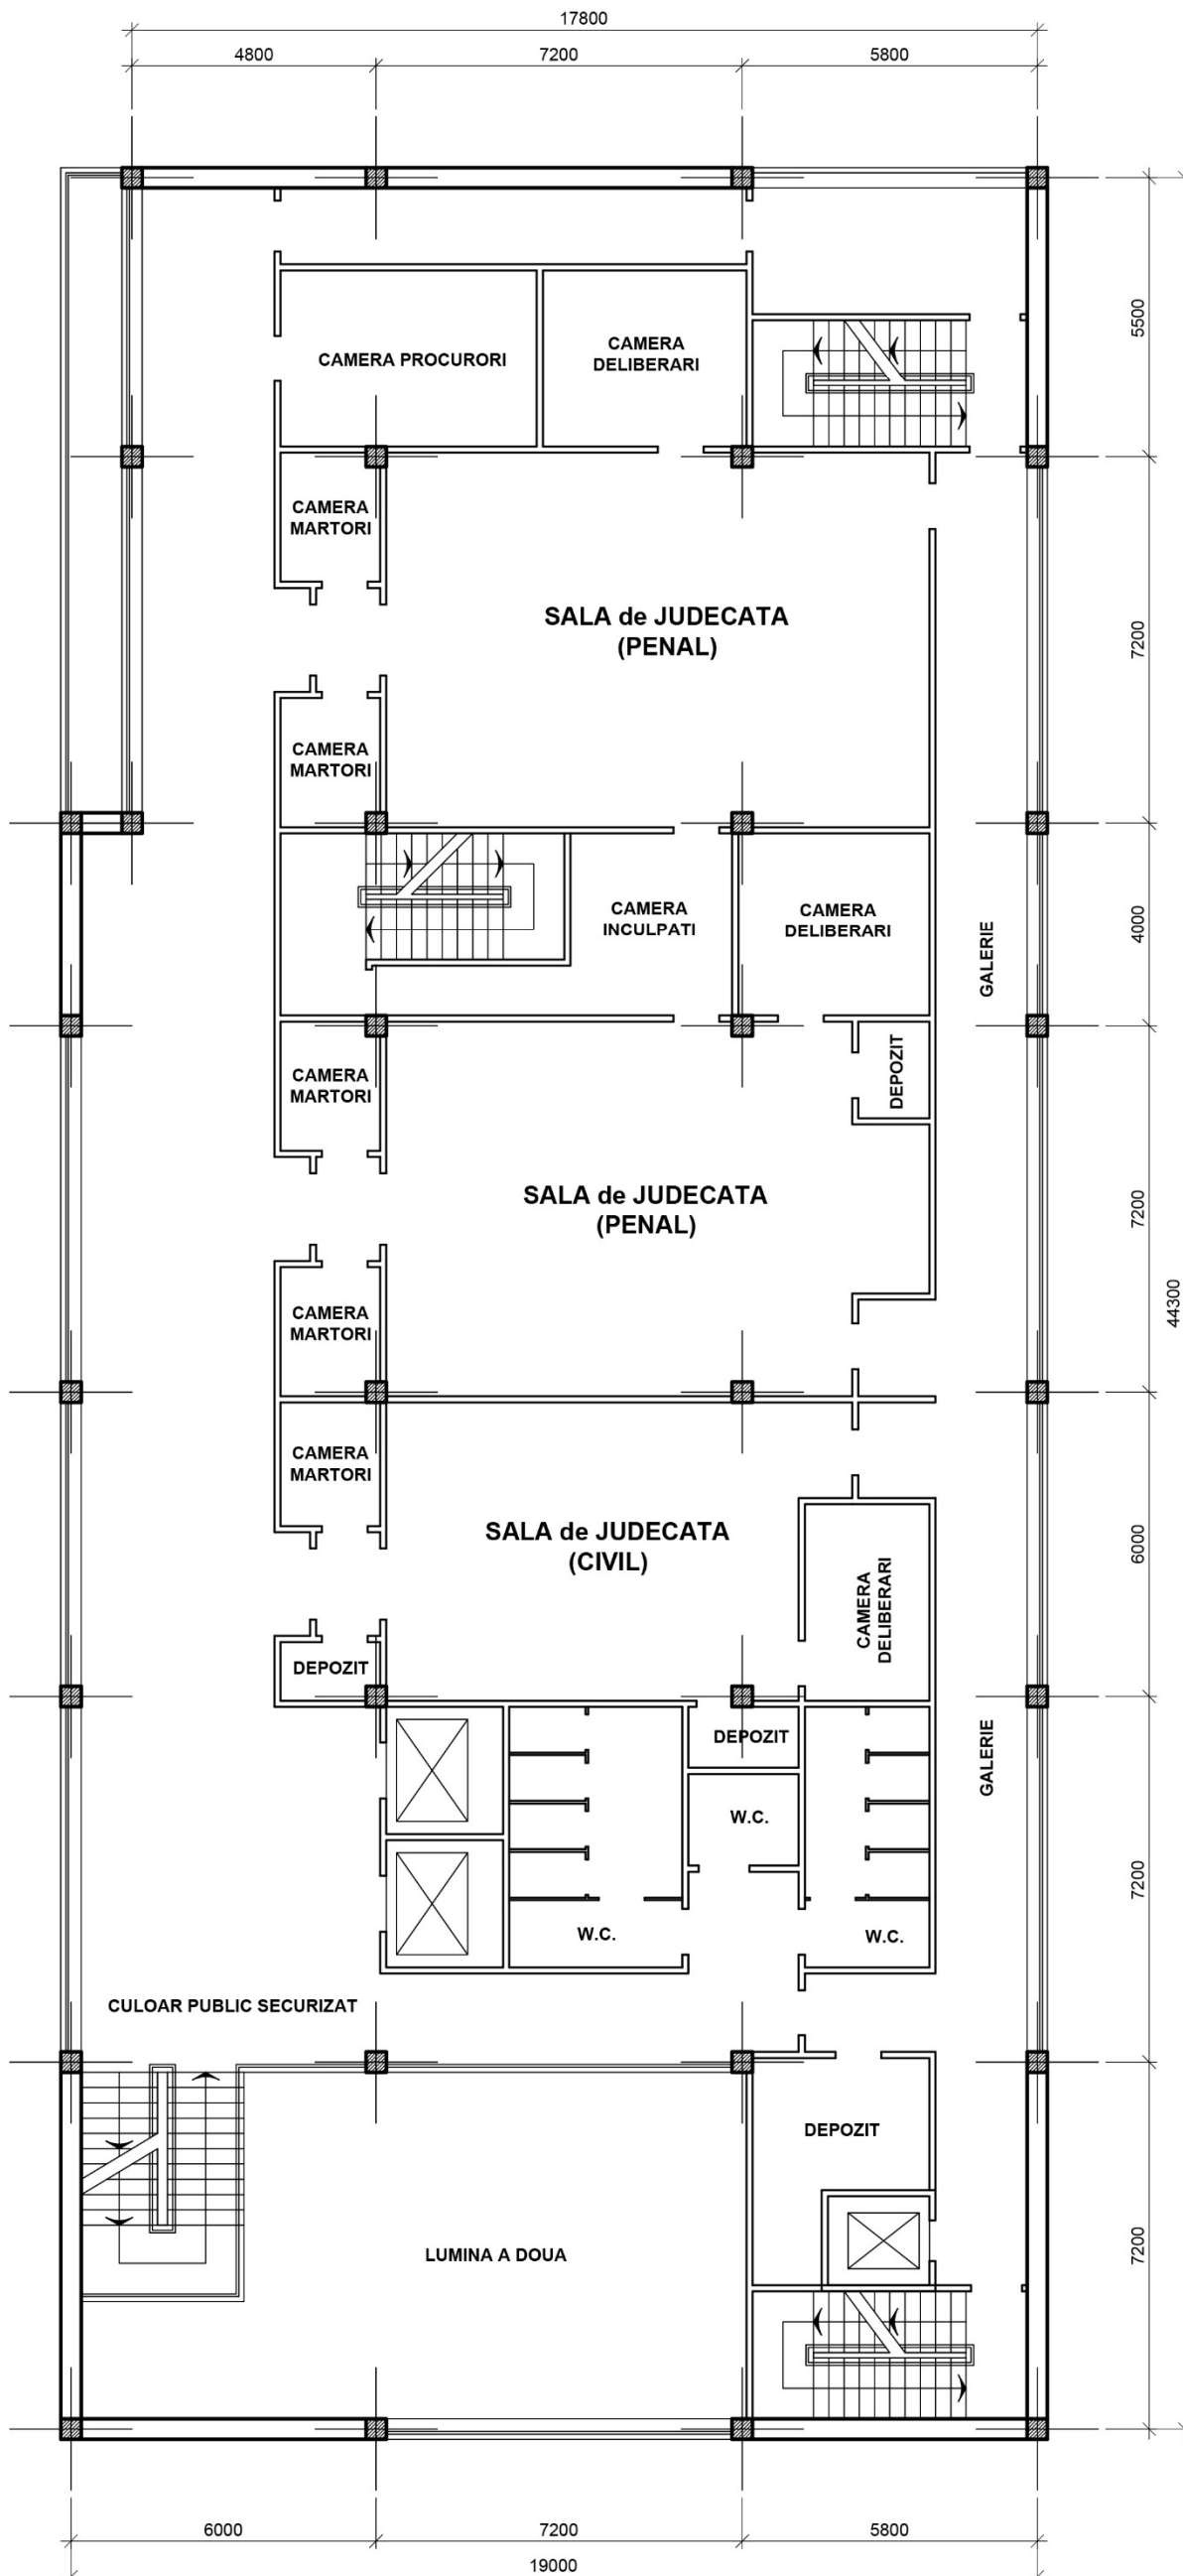 17800
4800
7200
5800
5500
CAMERA PROCURORI
CAMERA
DELIBERARI
CAMERA
MARTORI
7200
SALA de JUDECATA
(PENAL)
CAMERA
MARTORI
CAMERA
INCULPATI
CAMERA
DELIBERARI
GALERIE
4000
CAMERA
MARTORI
DEPOZIT
SALA de JUDECATA
(PENAL)
7200
44300
CAMERA
MARTORI
CAMERA
MARTORI
SALA de JUDECATA
(CIVIL)
6000
CAMERA
DELIBERARI
DEPOZIT
DEPOZIT
GALERIE
W.C.
7200
W.C.
W.C.
CULOAR PUBLIC SECURIZAT
DEPOZIT
LUMINA A DOUA
7200
6000
7200
5800
19000